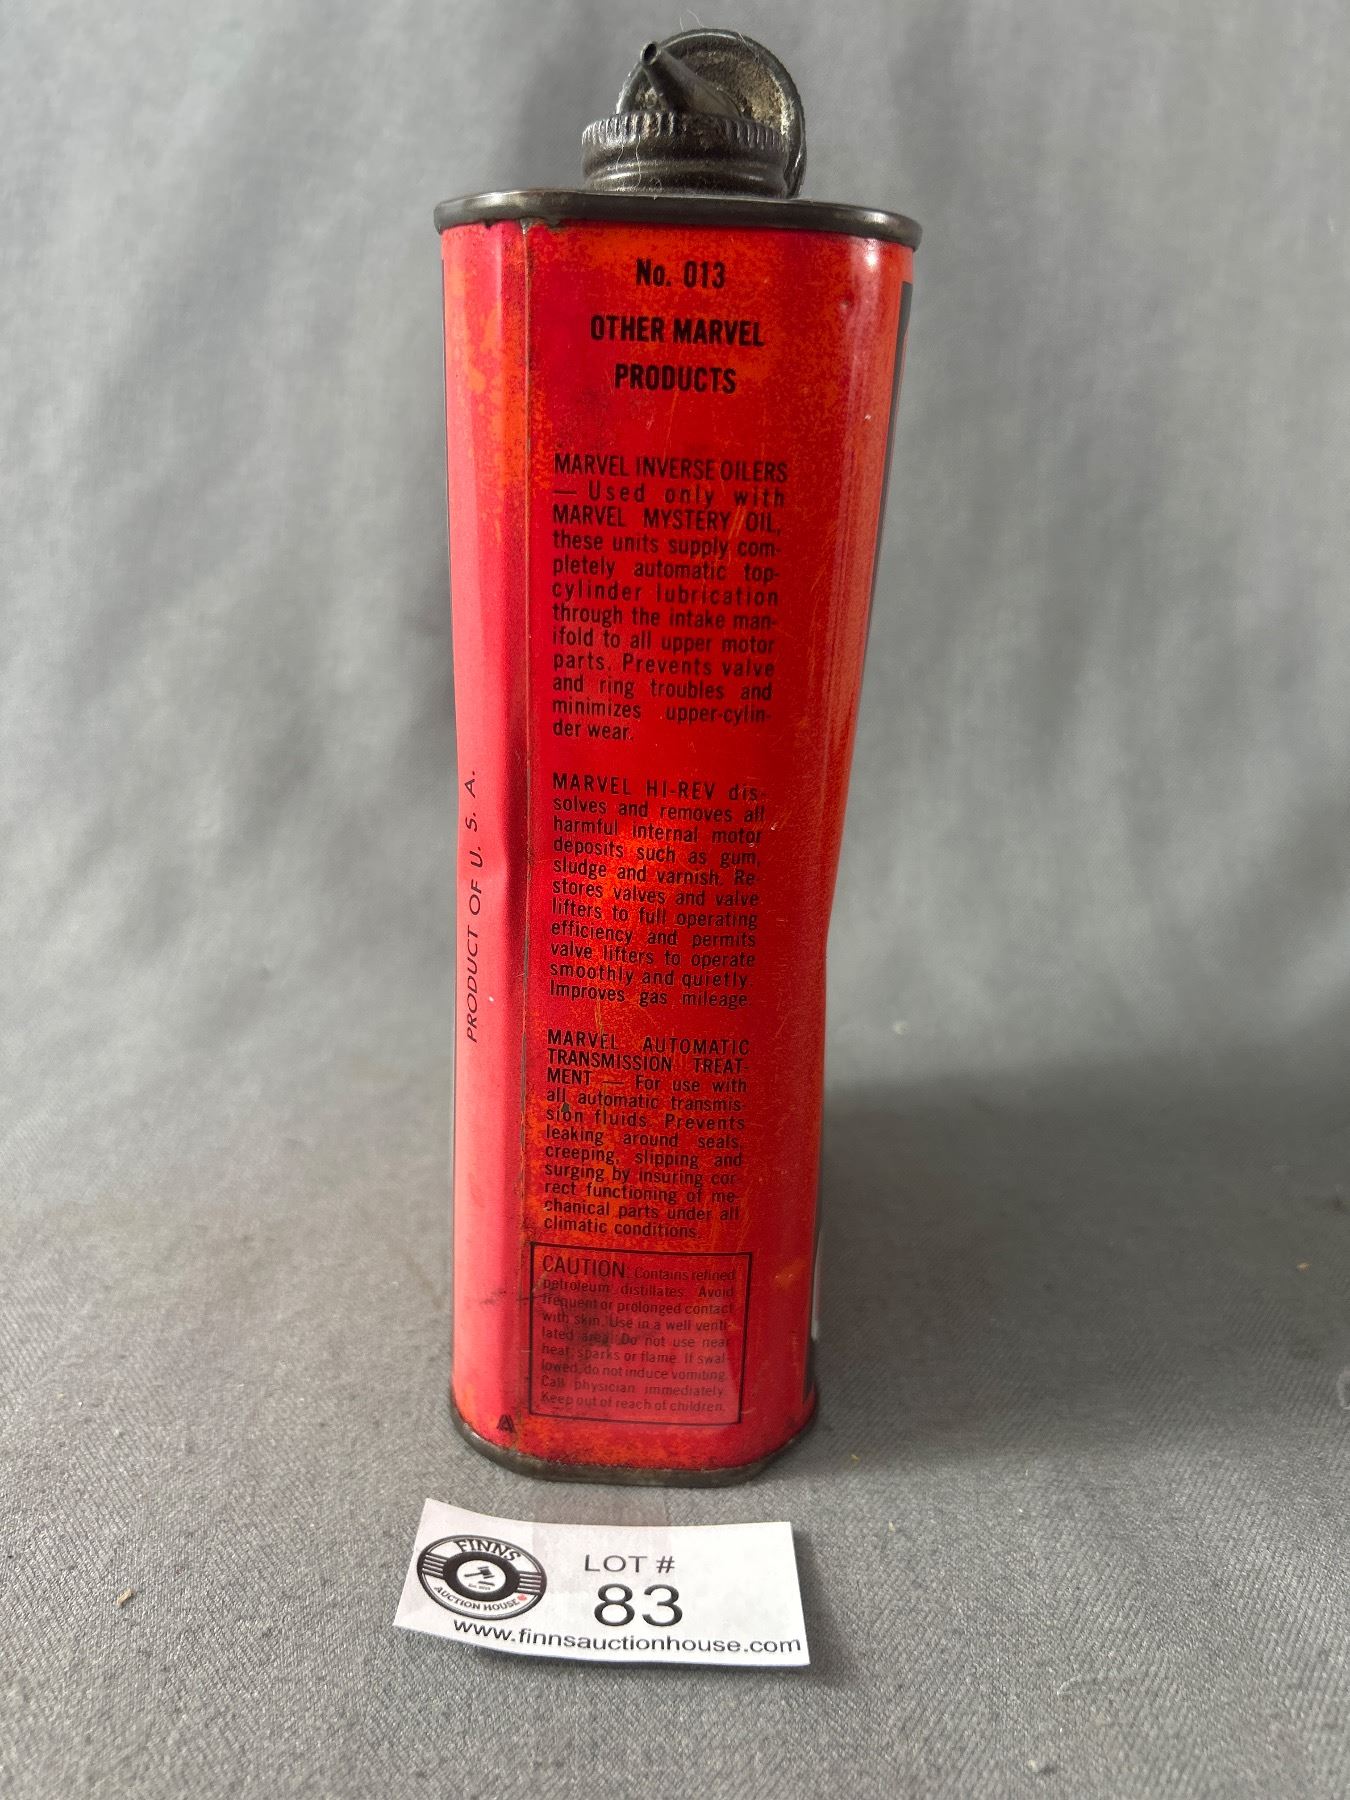 No. 013
OTHER MARVEL
PRODUCTS
MARVEL INVERSE OILERS
— Used only with
MARVEL MYSTERY OIL,
these units supply com-
pletely automatic top-
cylinder lubrication
through the intake man-
ifold to all upper motor
parts. Prevents valve
and ring troubles and
minimizes upper-cylin-
der wear.
MARVEL HI-REV dis-
solves and removes all
harmful internal motor
deposits such as gum,
sludge and varnish. Re-
stores valves and valve
lifters to full operating
efficiency and permits
valve lifters to operate
smoothly and quietly.
Improves gas mileage.
MARVEL AUTOMATIC
TRANSMISSION TREAT-
MENT — For use with
all automatic transmis-
sion fluids. Prevents
leaking around seals,
creeping, slipping and
surging by insuring cor-
rect functioning of me-
chanical parts under all
climatic conditions.
CAUTION: Contains refined
petroleum distillates. Avoid
frequent or prolonged contact
with skin. Use in a well venti-
lated area. Do not use near
heat, sparks or flame. If swal-
lowed, do not induce vomiting.
Call physician immediately.
Keep out of reach of children.
PRODUCT OF U. S. A.
FINNS
AUCTION HOUSE
LOT #
83
www.finnsauctionhouse.com